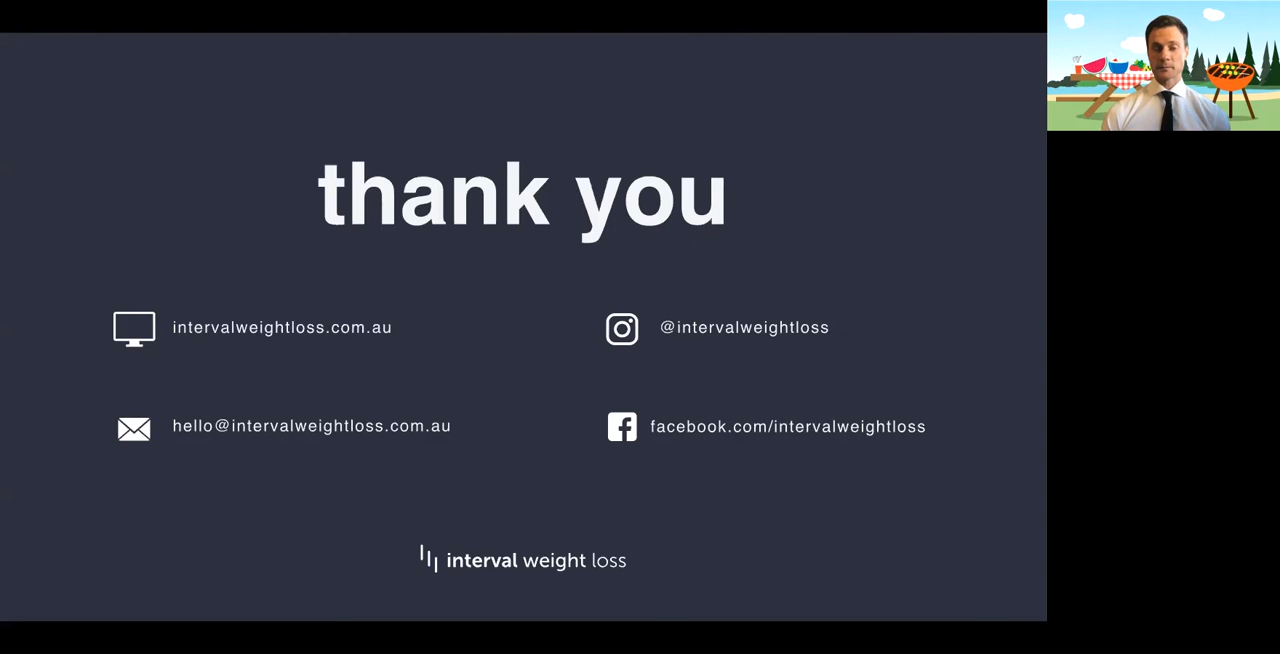 thank you
intervalweightloss.com.au
@intervalweightloss
hello@intervalweightloss.com.au
facebook.com/intervalweightloss
interval weight loss